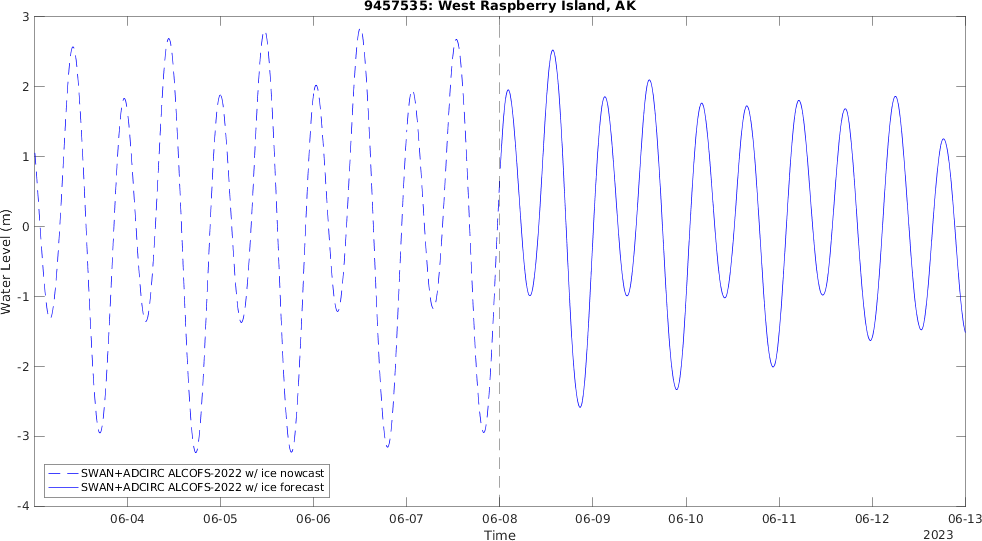 9457535: West Raspberry Island, AK
3
2
1
0
-1
-2
-3
-4
Water Level (m)
SWAN+ADCIRC ALCOFS-2022 w/ ice nowcast
SWAN+ADCIRC ALCOFS-2022 w/ ice forecast
06-04 06-05 06-06 06-07 06-08 06-09 06-10 06-11 06-12 06-13
Time
2023